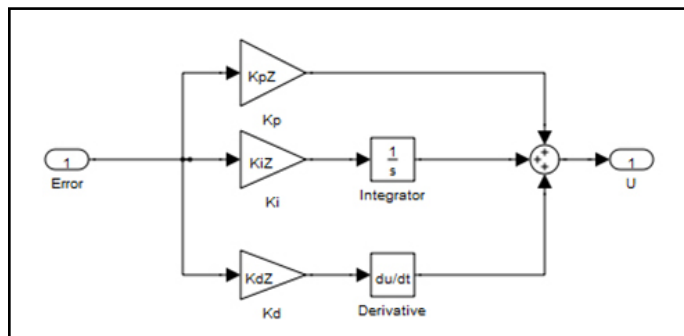 KpZ
Kp
1
Error
KiZ
Ki
1
s
Integrator
1
U
KdZ
Kd
du/dt
Derivative